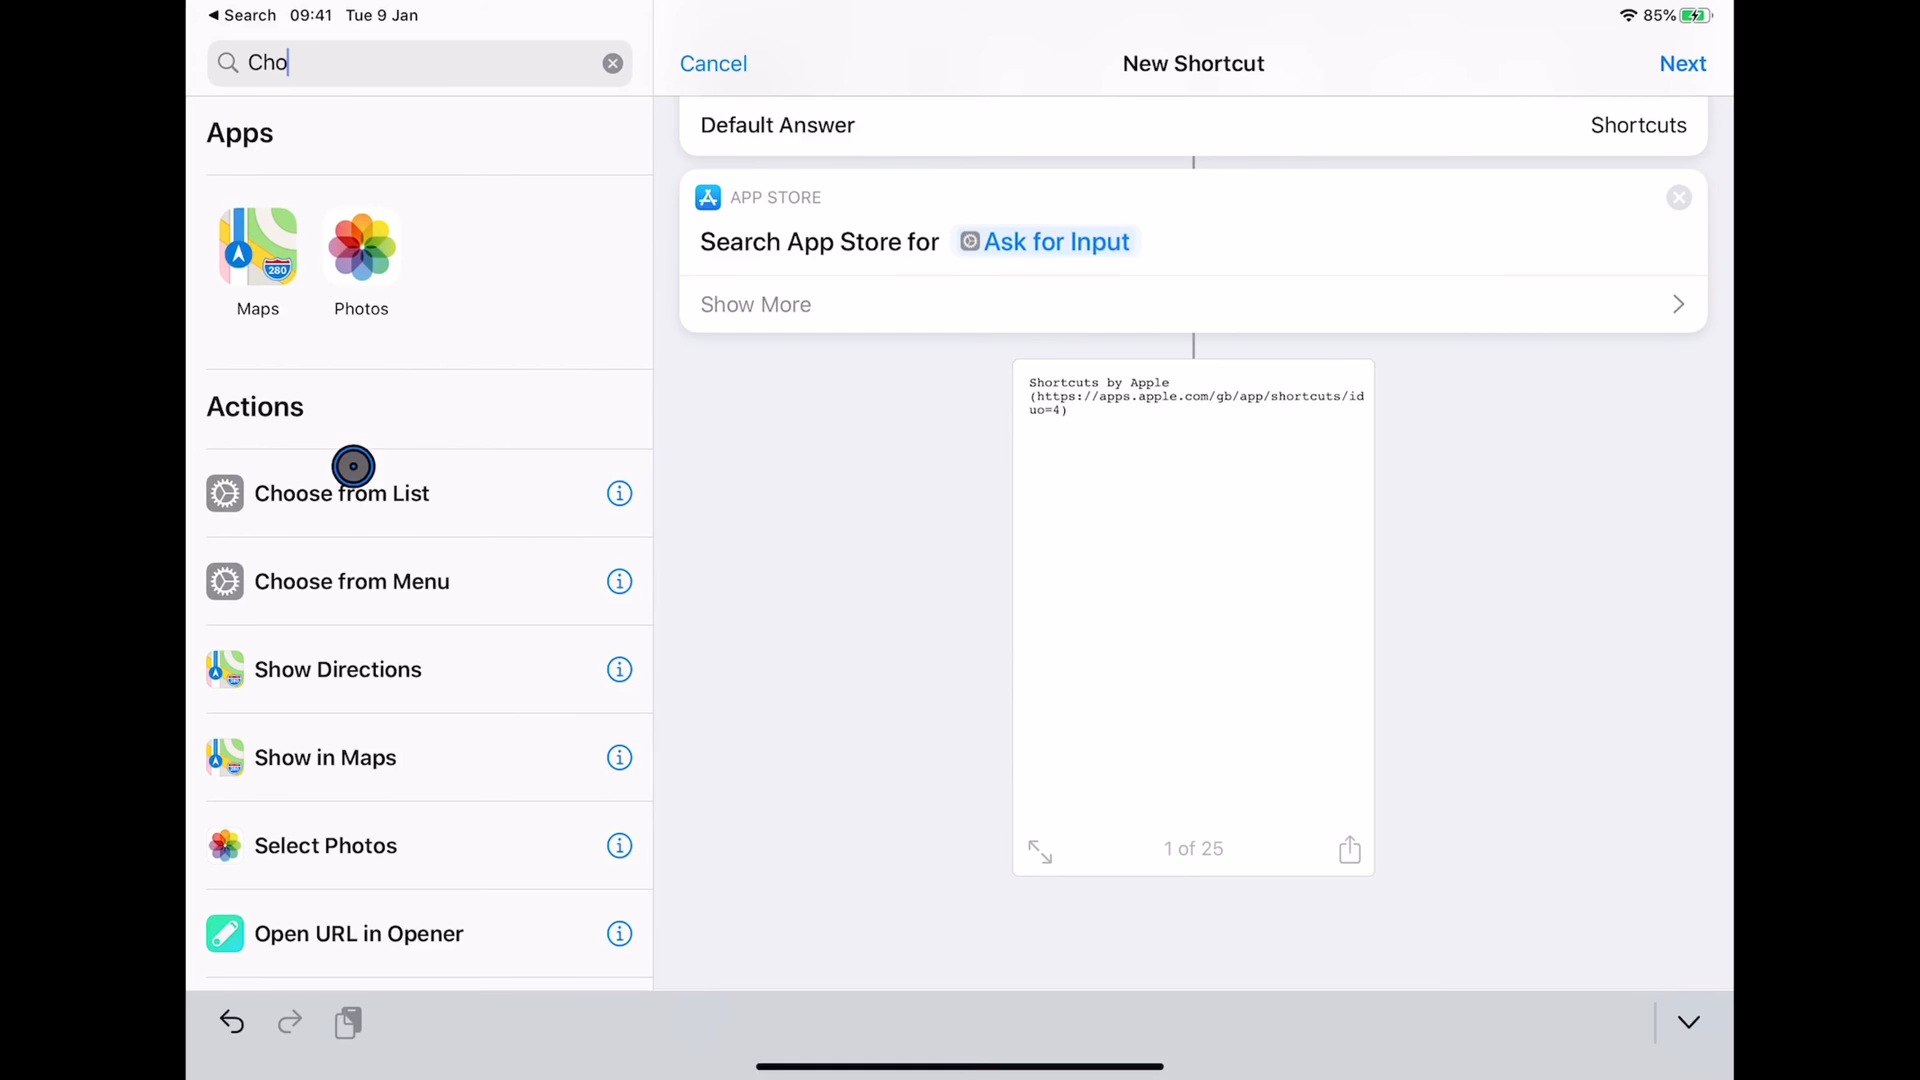 ◀ Search 09:41 Tue 9 Jan
85%
Cho
Cancel
New Shortcut
Next
Apps
Maps
Photos
280
Actions
Choose from List
Choose from Menu
Show Directions
Show in Maps
Select Photos
Open URL in Opener
Default Answer
Shortcuts
APP STORE
Search App Store for Ask for Input
Show More
Shortcuts by Apple
(https://apps.apple.com/gb/app/shortcuts/id
uo=4)
1 of 25